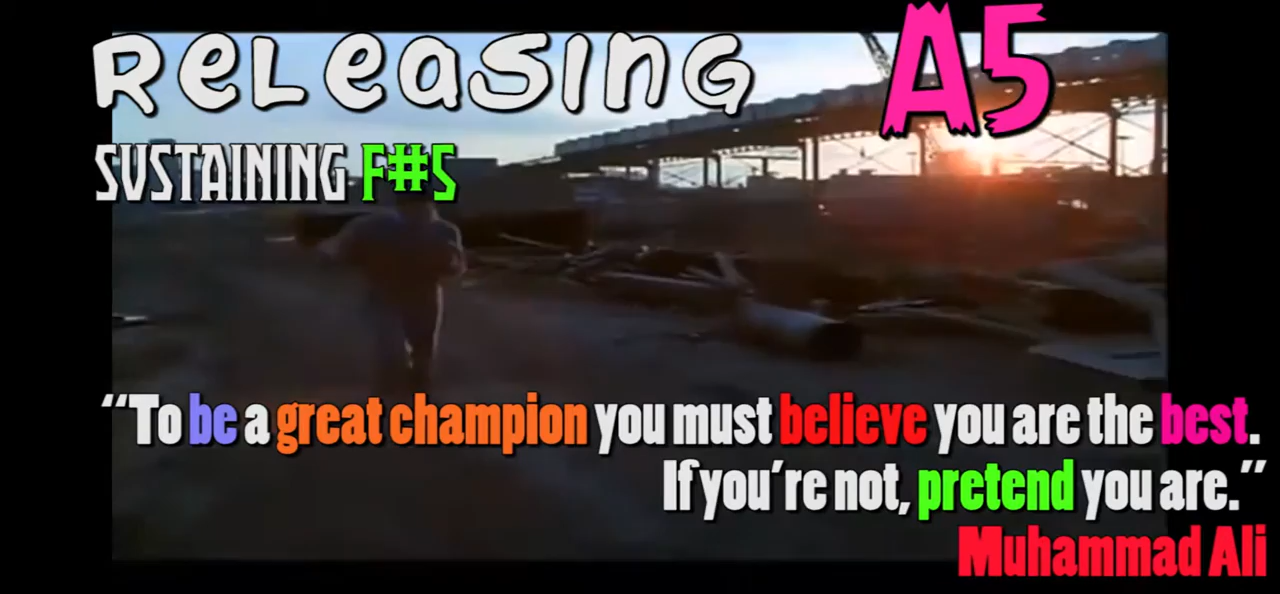 ReLeasinG A5
SUSTAINING F#5
“To be a great champion you must believe you are the best.
If you’re not, pretend you are.”
Muhammad Ali